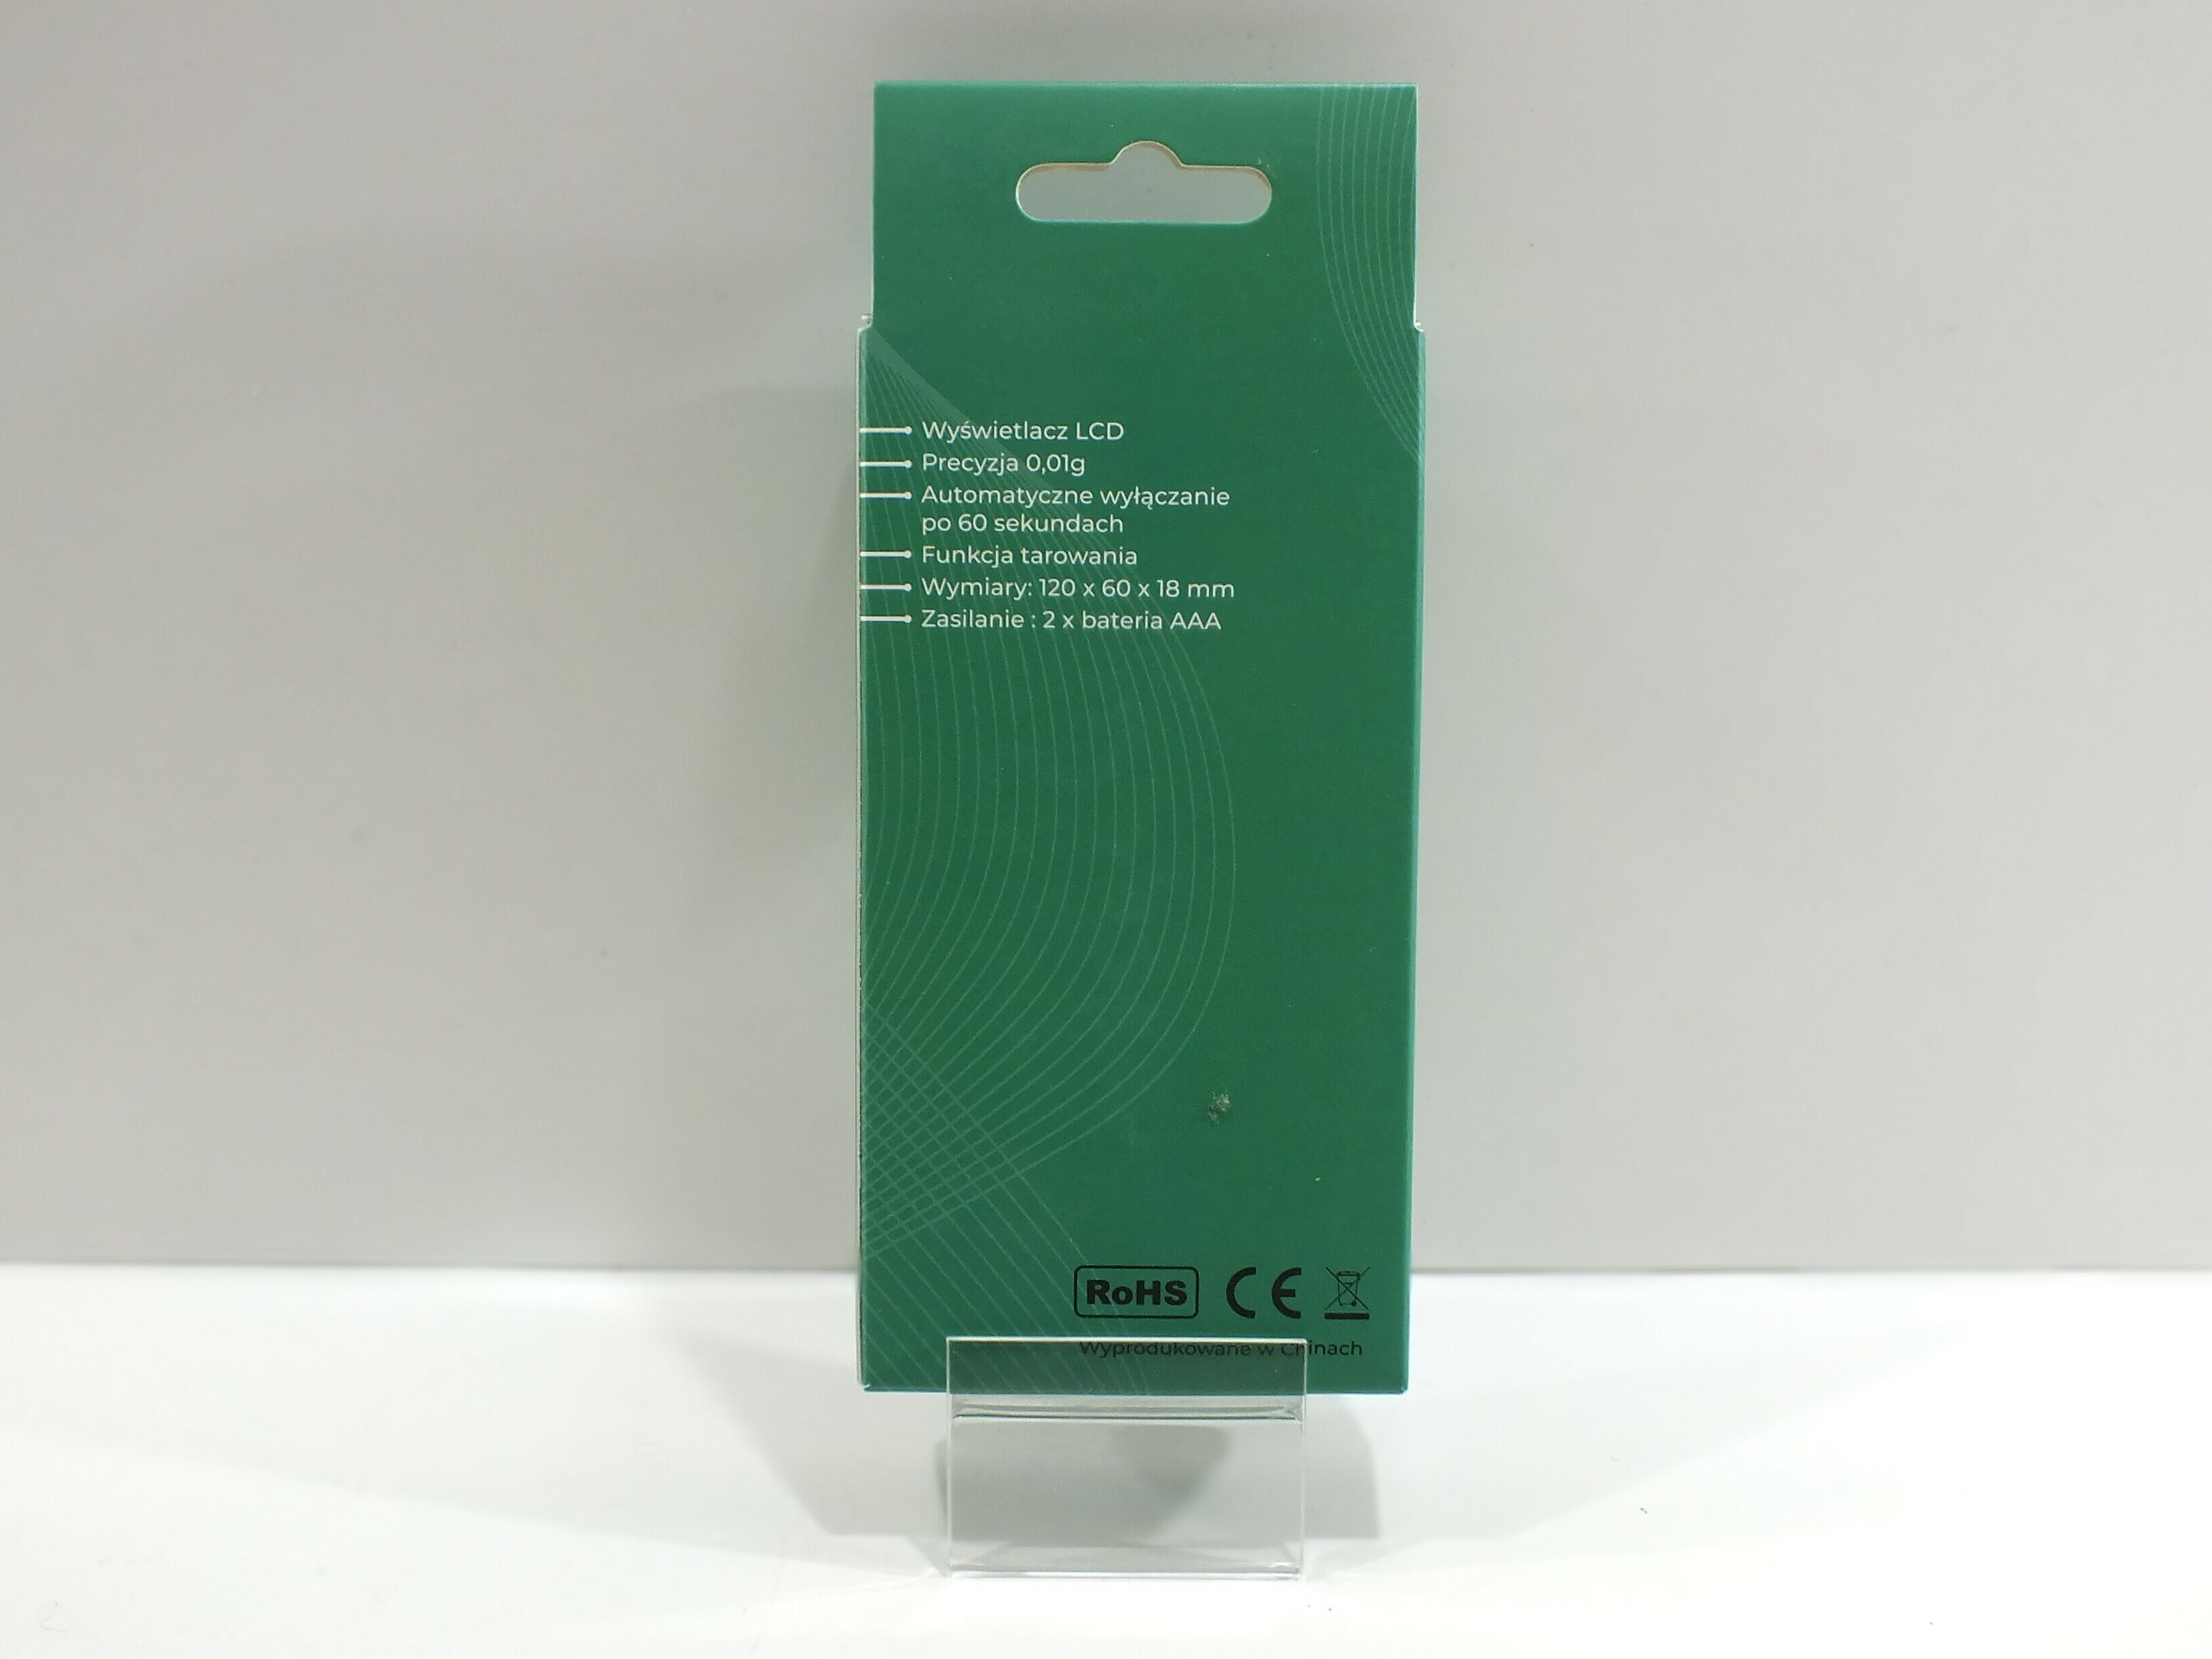 Wyświetlacz LCD
Precyzja 0,01g
Automatyczne wyłączanie
po 60 sekundach
Funkcja tarowania
Wymiary: 120 x 60 x 18 mm
Zasilanie : 2 x bateria AAA
RoHS CE
Wyprodukowane w Chinach